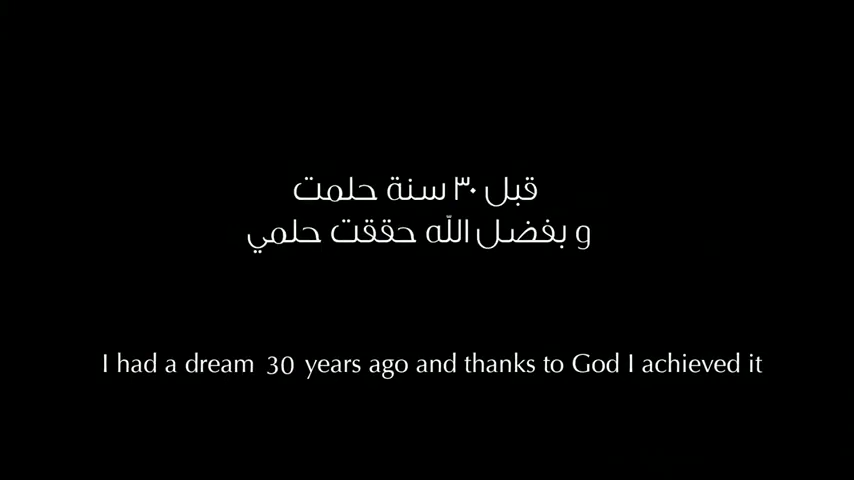 قبل ٣٠ سنة حلمت
و بفضل الله حققت حلمي
I had a dream 30 years ago and thanks to God I achieved it